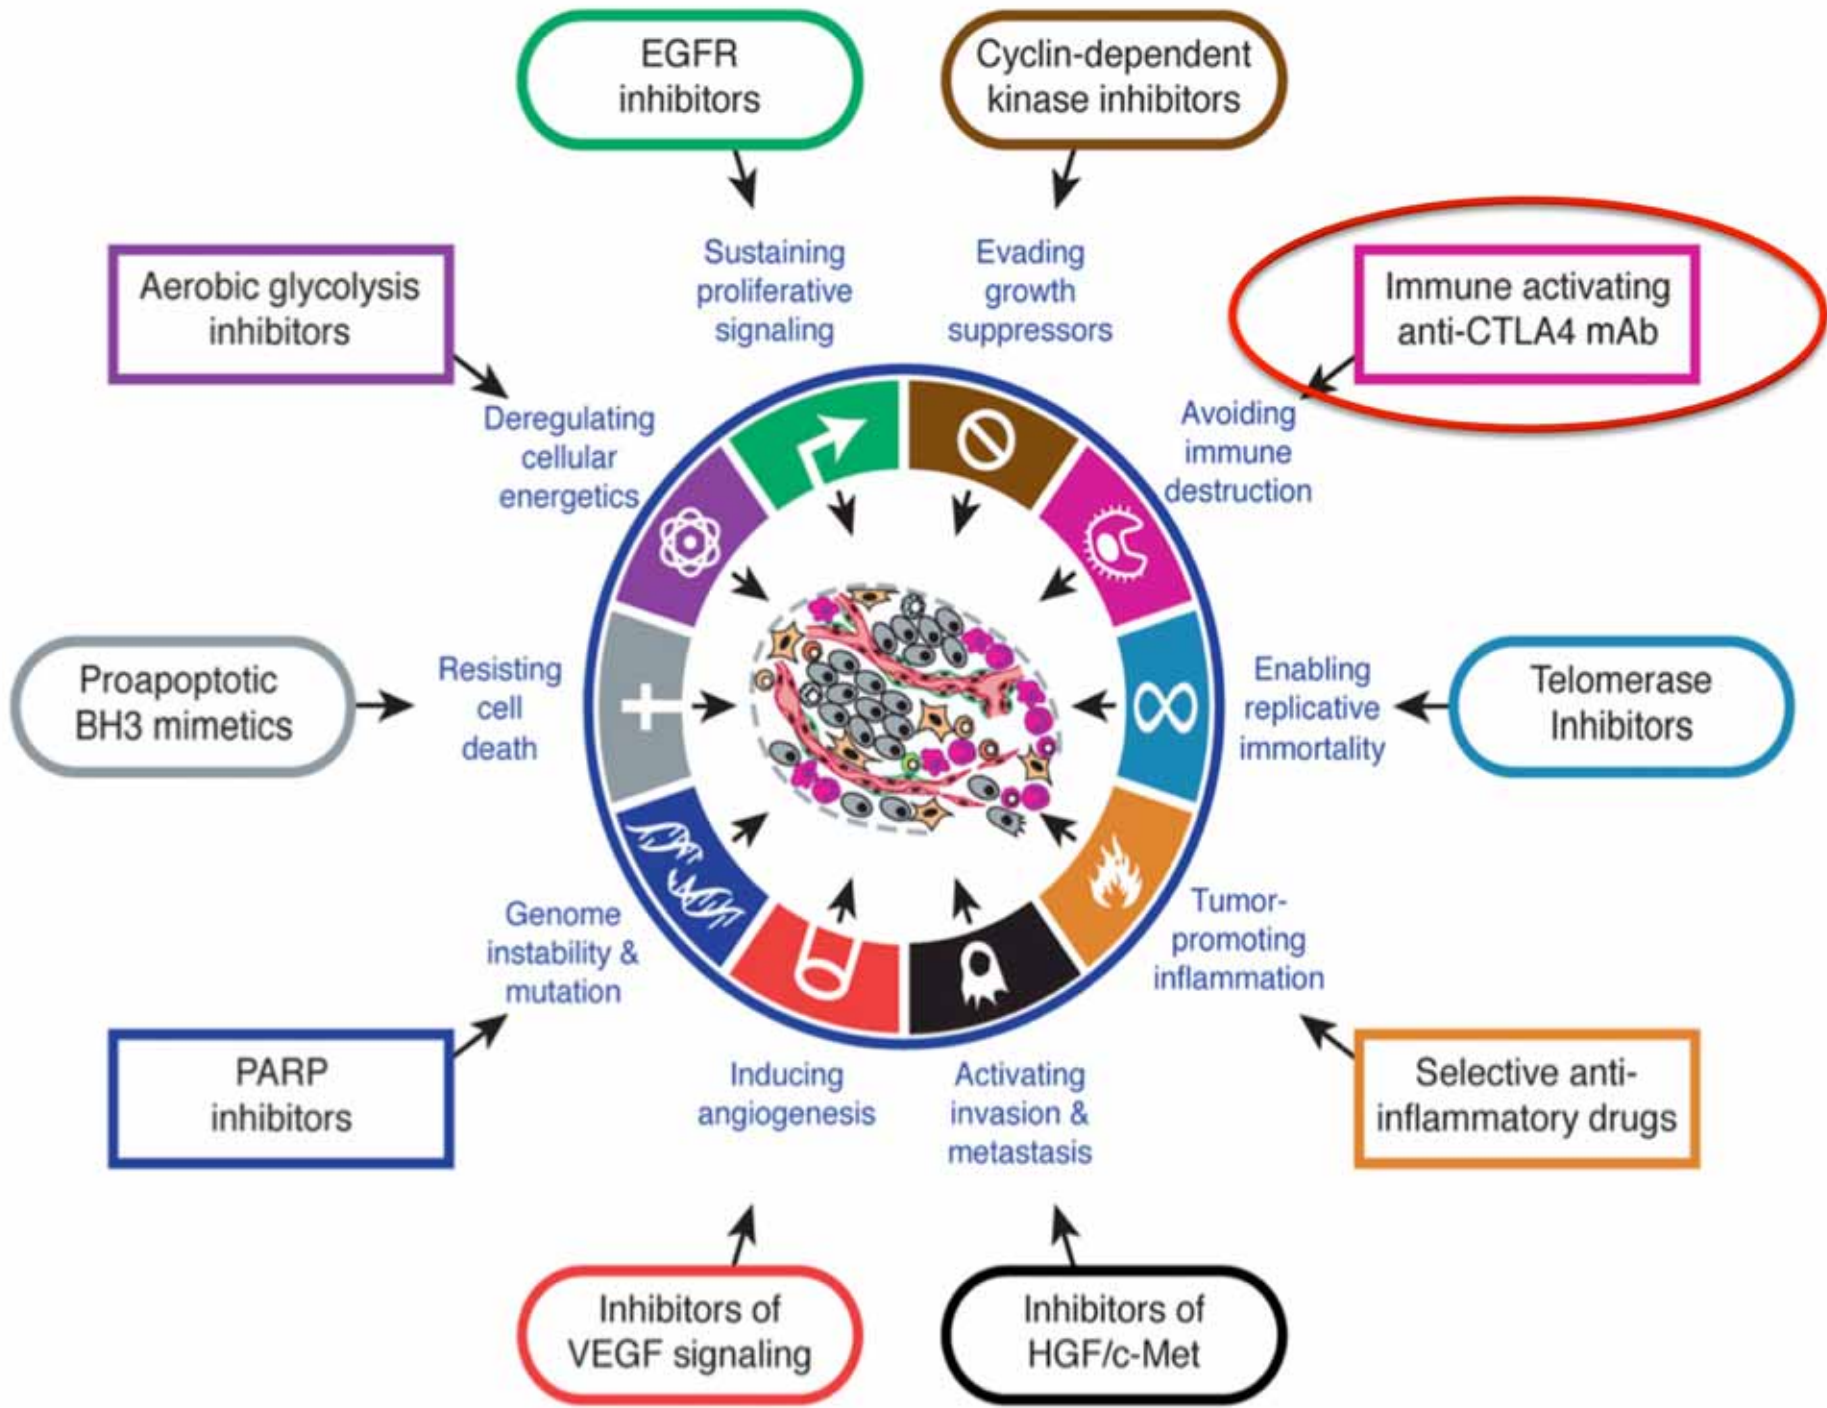 EGFR
inhibitors
Cyclin-dependent
kinase inhibitors
Aerobic glycolysis
inhibitors
Sustaining
proliferative
signaling
Evading
growth
suppressors
Immune activating
anti-CTLA4 mAb
Deregulating
cellular
energetics
Avoiding
immune
destruction
Proapoptotic
BH3 mimetics
Resisting
cell
death
Enabling
replicative
immortality
Telomerase
Inhibitors
Genome
instability &
mutation
Tumor-
promoting
inflammation
PARP
inhibitors
Inducing
angiogenesis
Activating
invasion &
metastasis
Selective anti-
inflammatory drugs
Inhibitors of
VEGF signaling
Inhibitors of
HGF/c-Met